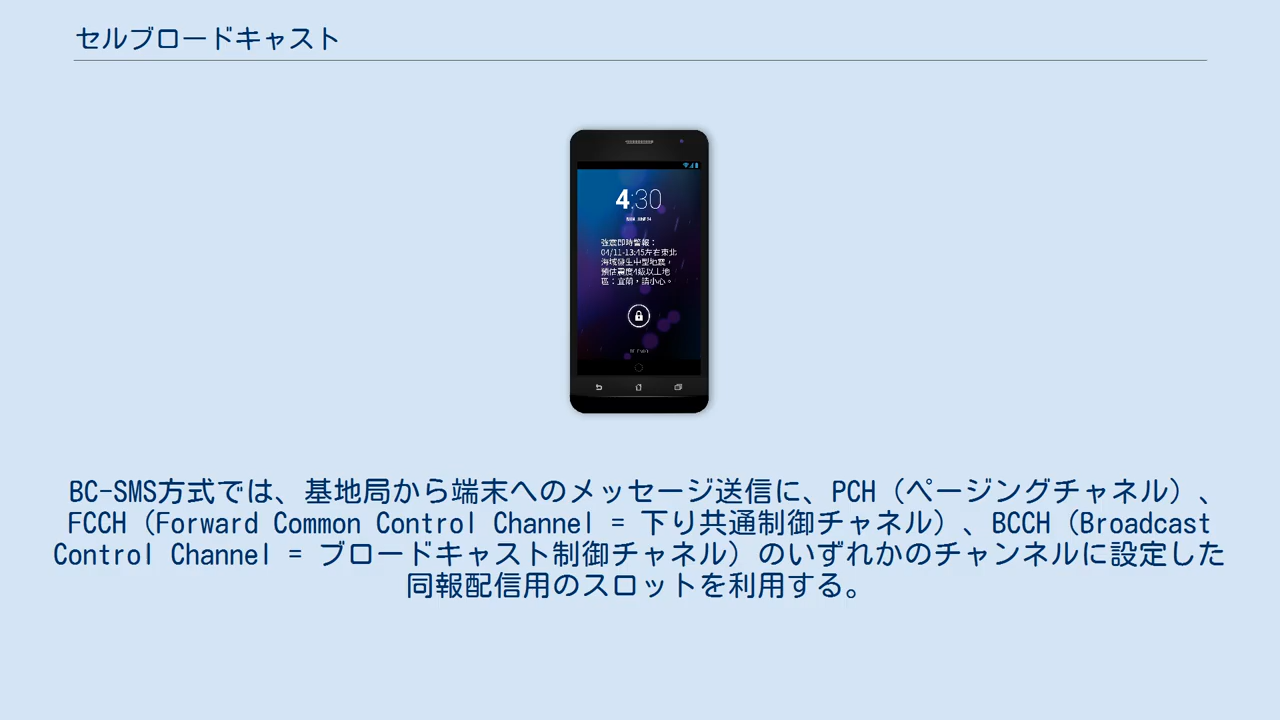 セルブロードキャスト
4:30
強震即時警報：
04/11-13:45左右東北
海域發生中型地震，
預估震度4級以上地
區：宜蘭，請小心。
BC-SMS方式では、基地局から端末へのメッセージ送信に、PCH（ページングチャネル）、
FCCH（Forward Common Control Channel = 下り共通制御チャネル）、BCCH（Broadcast
Control Channel = ブロードキャスト制御チャネル）のいずれかのチャンネルに設定した
同報配信用のスロットを利用する。